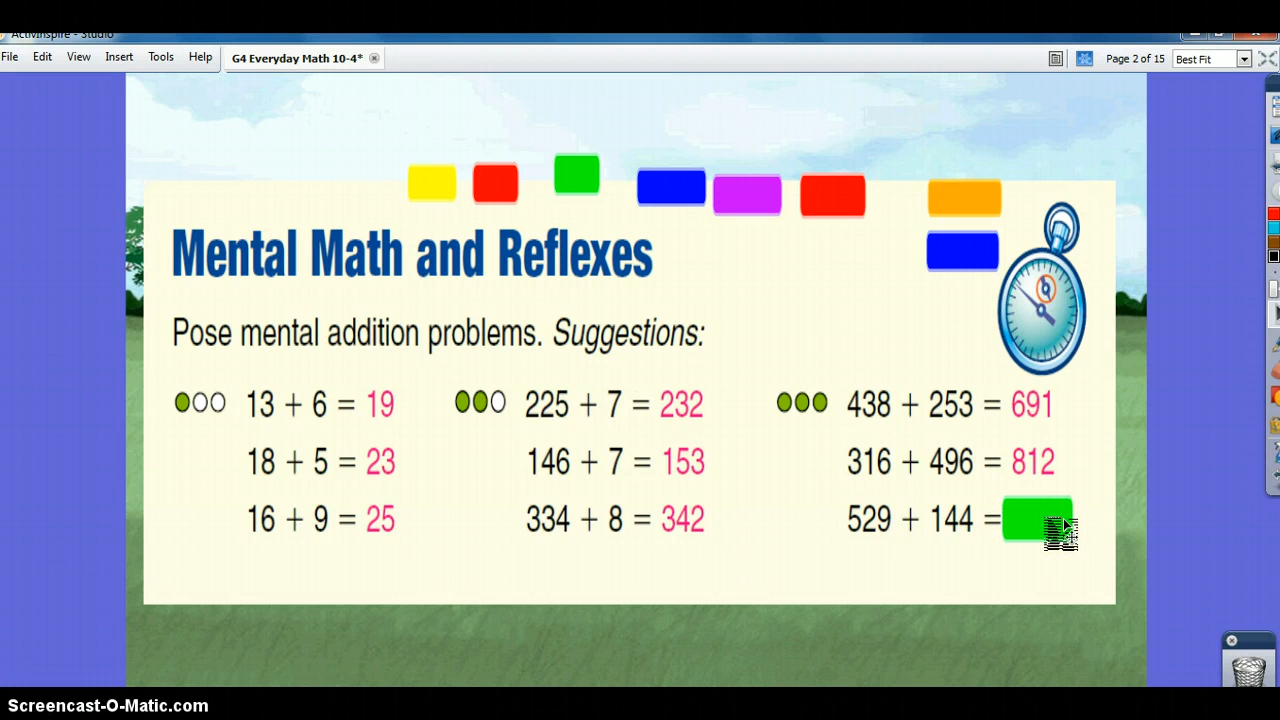 ActivInspire - Studio
File Edit View Insert Tools Help G4 Everyday Math 10-4* Page 2 of 15 Best Fit
Mental Math and Reflexes
Pose mental addition problems. Suggestions:
13 + 6 = 19 225 + 7 = 232 438 + 253 = 691
18 + 5 = 23 146 + 7 = 153 316 + 496 = 812
16 + 9 = 25 334 + 8 = 342 529 + 144 =
Screencast-O-Matic.com